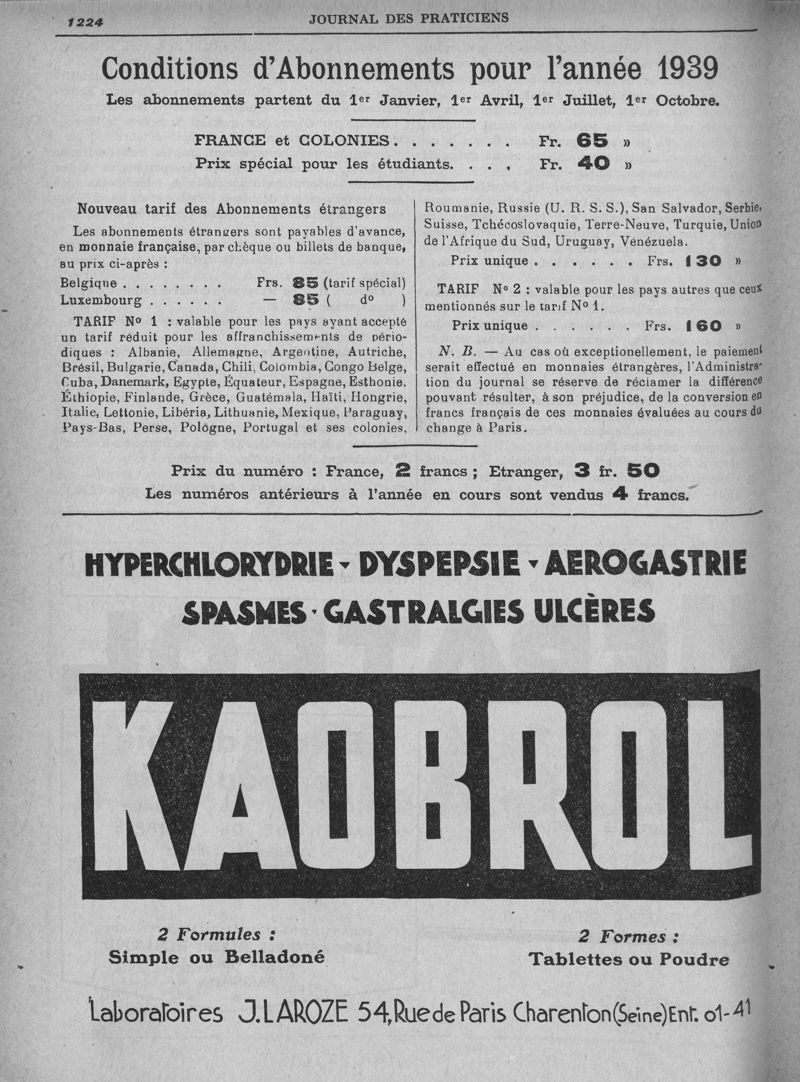 1224
JOURNAL DES PRATICIENS
Conditions d'Abonnements pour l'année 1939
Les abonnements partent du 1er Janvier, 1er Avril, 1er Juillet, 1er Octobre.
FRANCE et COLONIES. . . . . . . Fr. 65 »
Prix spécial pour les étudiants. . . . Fr. 40 »
Nouveau tarif des Abonnements étrangers
Les abonnements étrangers sont payables d'avance,
en monnaie française, par chèque ou billets de banque,
au prix ci-après :
Belgique . . . . . . . . Frs. 85 (tarif spécial)
Luxembourg . . . . . . — 85 ( do )
TARIF No 1 : valable pour les pays ayant accepté
un tarif réduit pour les affranchissements de pério-
diques : Albanie, Allemagne, Argentine, Autriche,
Brésil, Bulgarie, Canada, Chili, Colombia, Congo Belge,
Cuba, Danemark, Egypte, Équateur, Espagne, Esthonie.
Éthiopie, Finlande, Grèce, Guatémala, Haïti, Hongrie,
Italie, Lettonie, Libéria, Lithuanie, Mexique, Paraguay,
Pays-Bas, Perse, Pologne, Portugal et ses colonies,
Roumanie, Russie (U. R. S. S.), San Salvador, Serbie,
Suisse, Tchécoslovaquie, Terre-Neuve, Turquie, Union
de l'Afrique du Sud, Uruguay, Vénézuela.
Prix unique . . . . . . Frs. 130 »
TARIF No 2 : valable pour les pays autres que ceux
mentionnés sur le tarif No 1.
Prix unique . . . . . . Frs. 160 »
N. B. — Au cas où exceptionellement, le paiement
serait effectué en monnaies étrangères, l'Administra-
tion du journal se réserve de réclamer la différence
pouvant résulter, à son préjudice, de la conversion en
francs français de ces monnaies évaluées au cours du
change à Paris.
Prix du numéro : France, 2 francs ; Etranger, 3 fr. 50
Les numéros antérieurs à l'année en cours sont vendus 4 francs.
HYPERCHLORYDRIE - DYSPEPSIE - AEROGASTRIE
SPASMES · GASTRALGIES ULCÈRES
KAOBROL
2 Formules :
Simple ou Belladoné
2 Formes :
Tablettes ou Poudre
Laboratoires J. LAROZE 54, Rue de Paris Charenton (Seine) Ent. 01-41